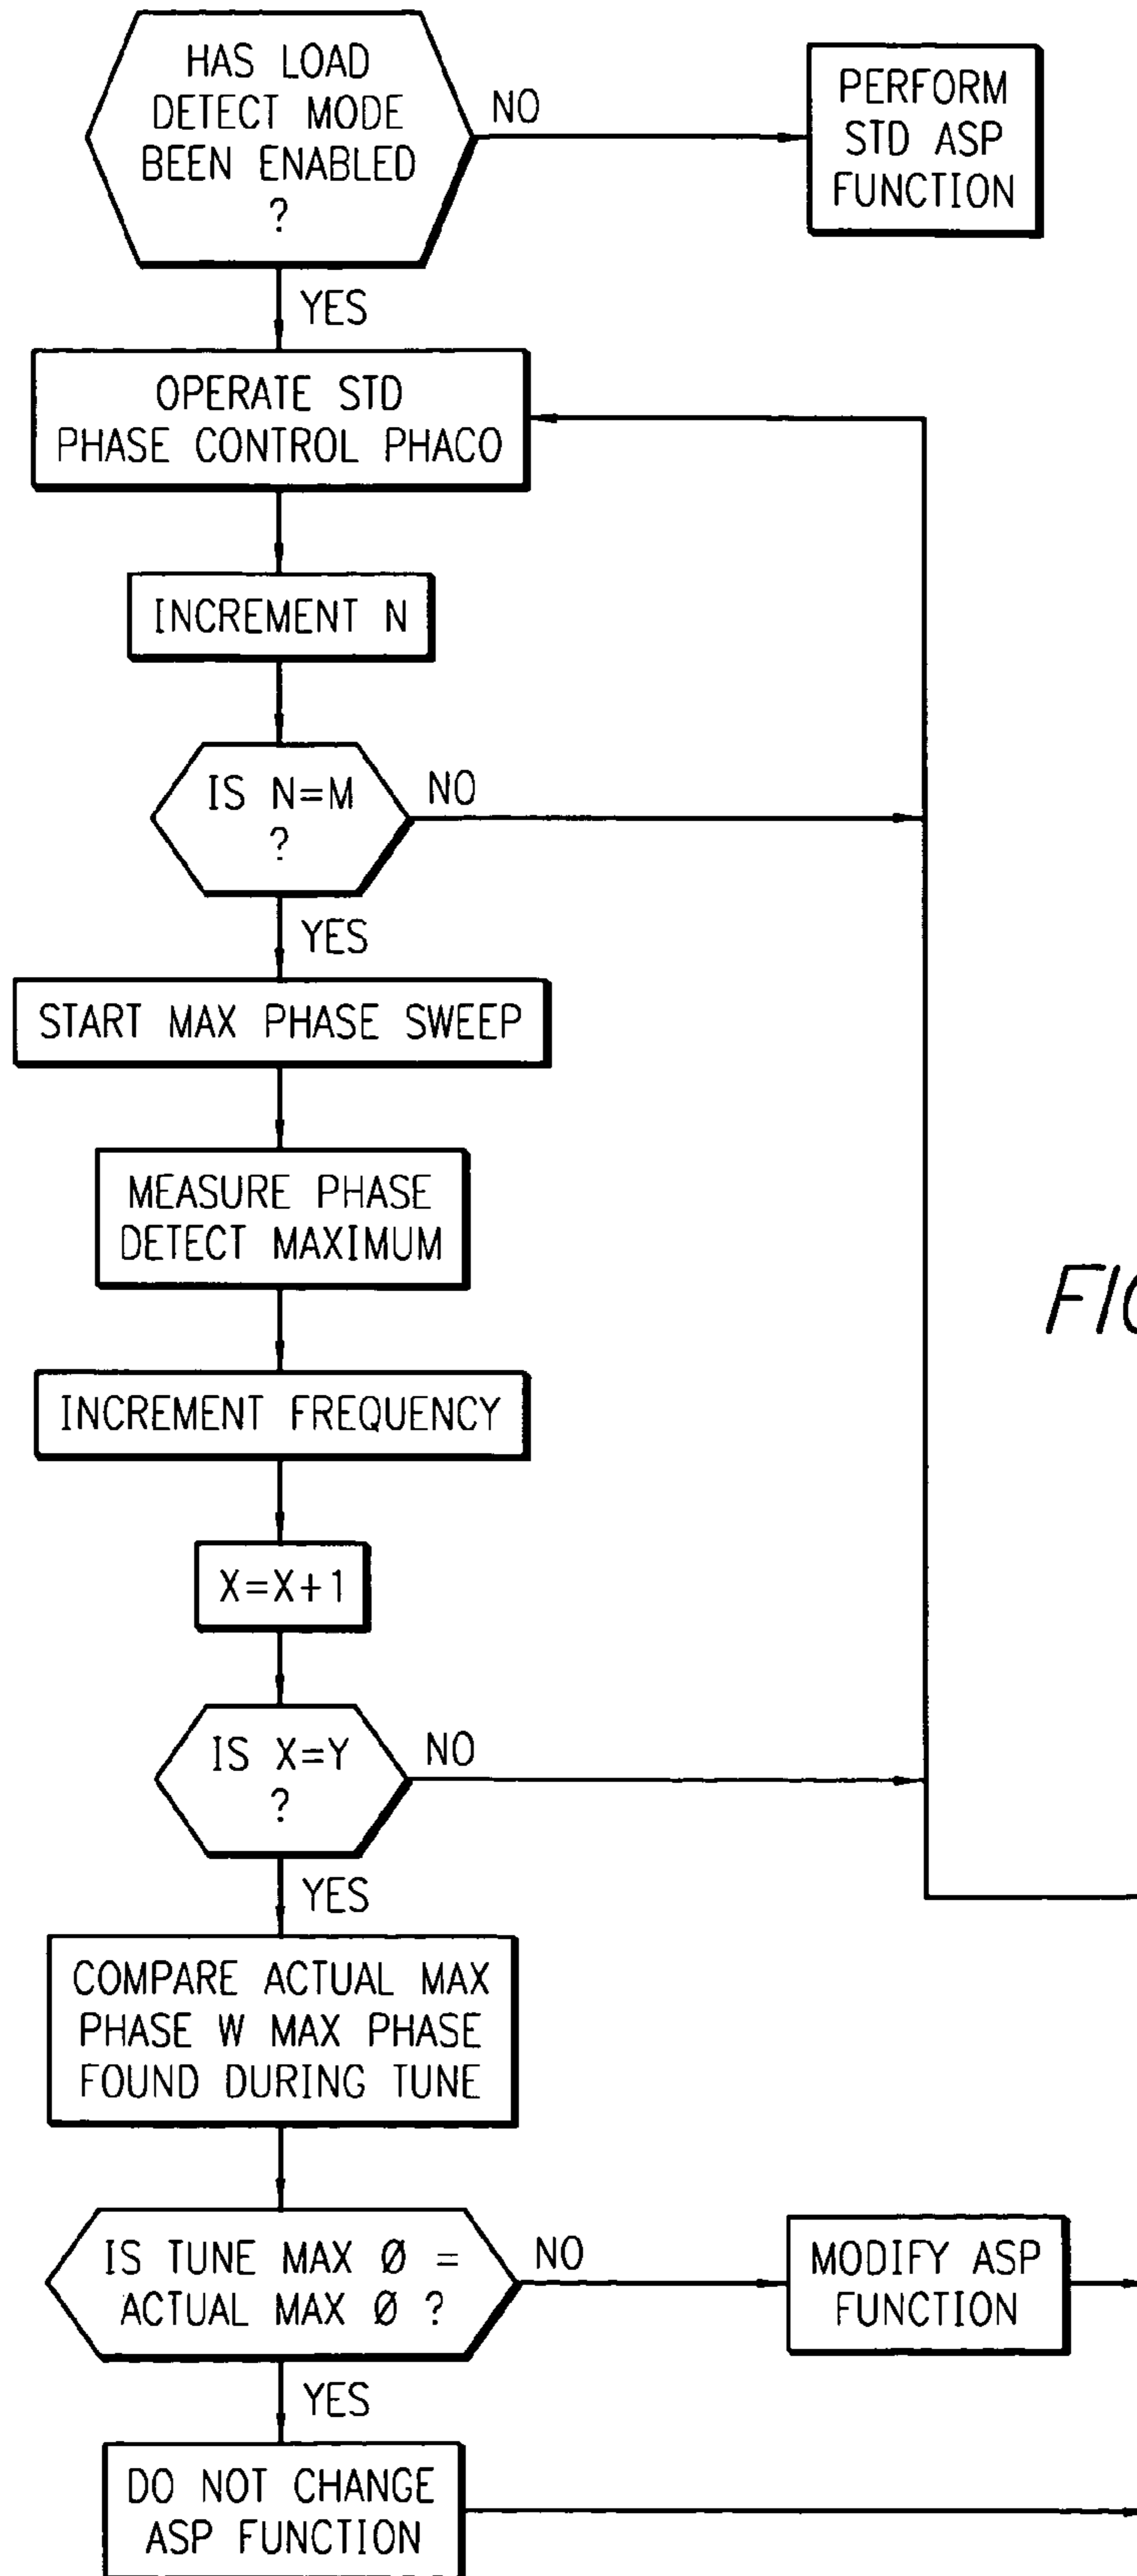 HAS LOAD
DETECT MODE
BEEN ENABLED
?
NO
PERFORM
STD ASP
FUNCTION
YES
OPERATE STD
PHASE CONTROL PHACO
INCREMENT N
IS N=M
?
NO
YES
START MAX PHASE SWEEP
MEASURE PHASE
DETECT MAXIMUM
FIG
INCREMENT FREQUENCY
X=X+1
IS X=Y
?
NO
YES
COMPARE ACTUAL MAX
PHASE W MAX PHASE
FOUND DURING TUNE
IS TUNE MAX Ø =
ACTUAL MAX Ø ?
NO
MODIFY ASP
FUNCTION
YES
DO NOT CHANGE
ASP FUNCTION